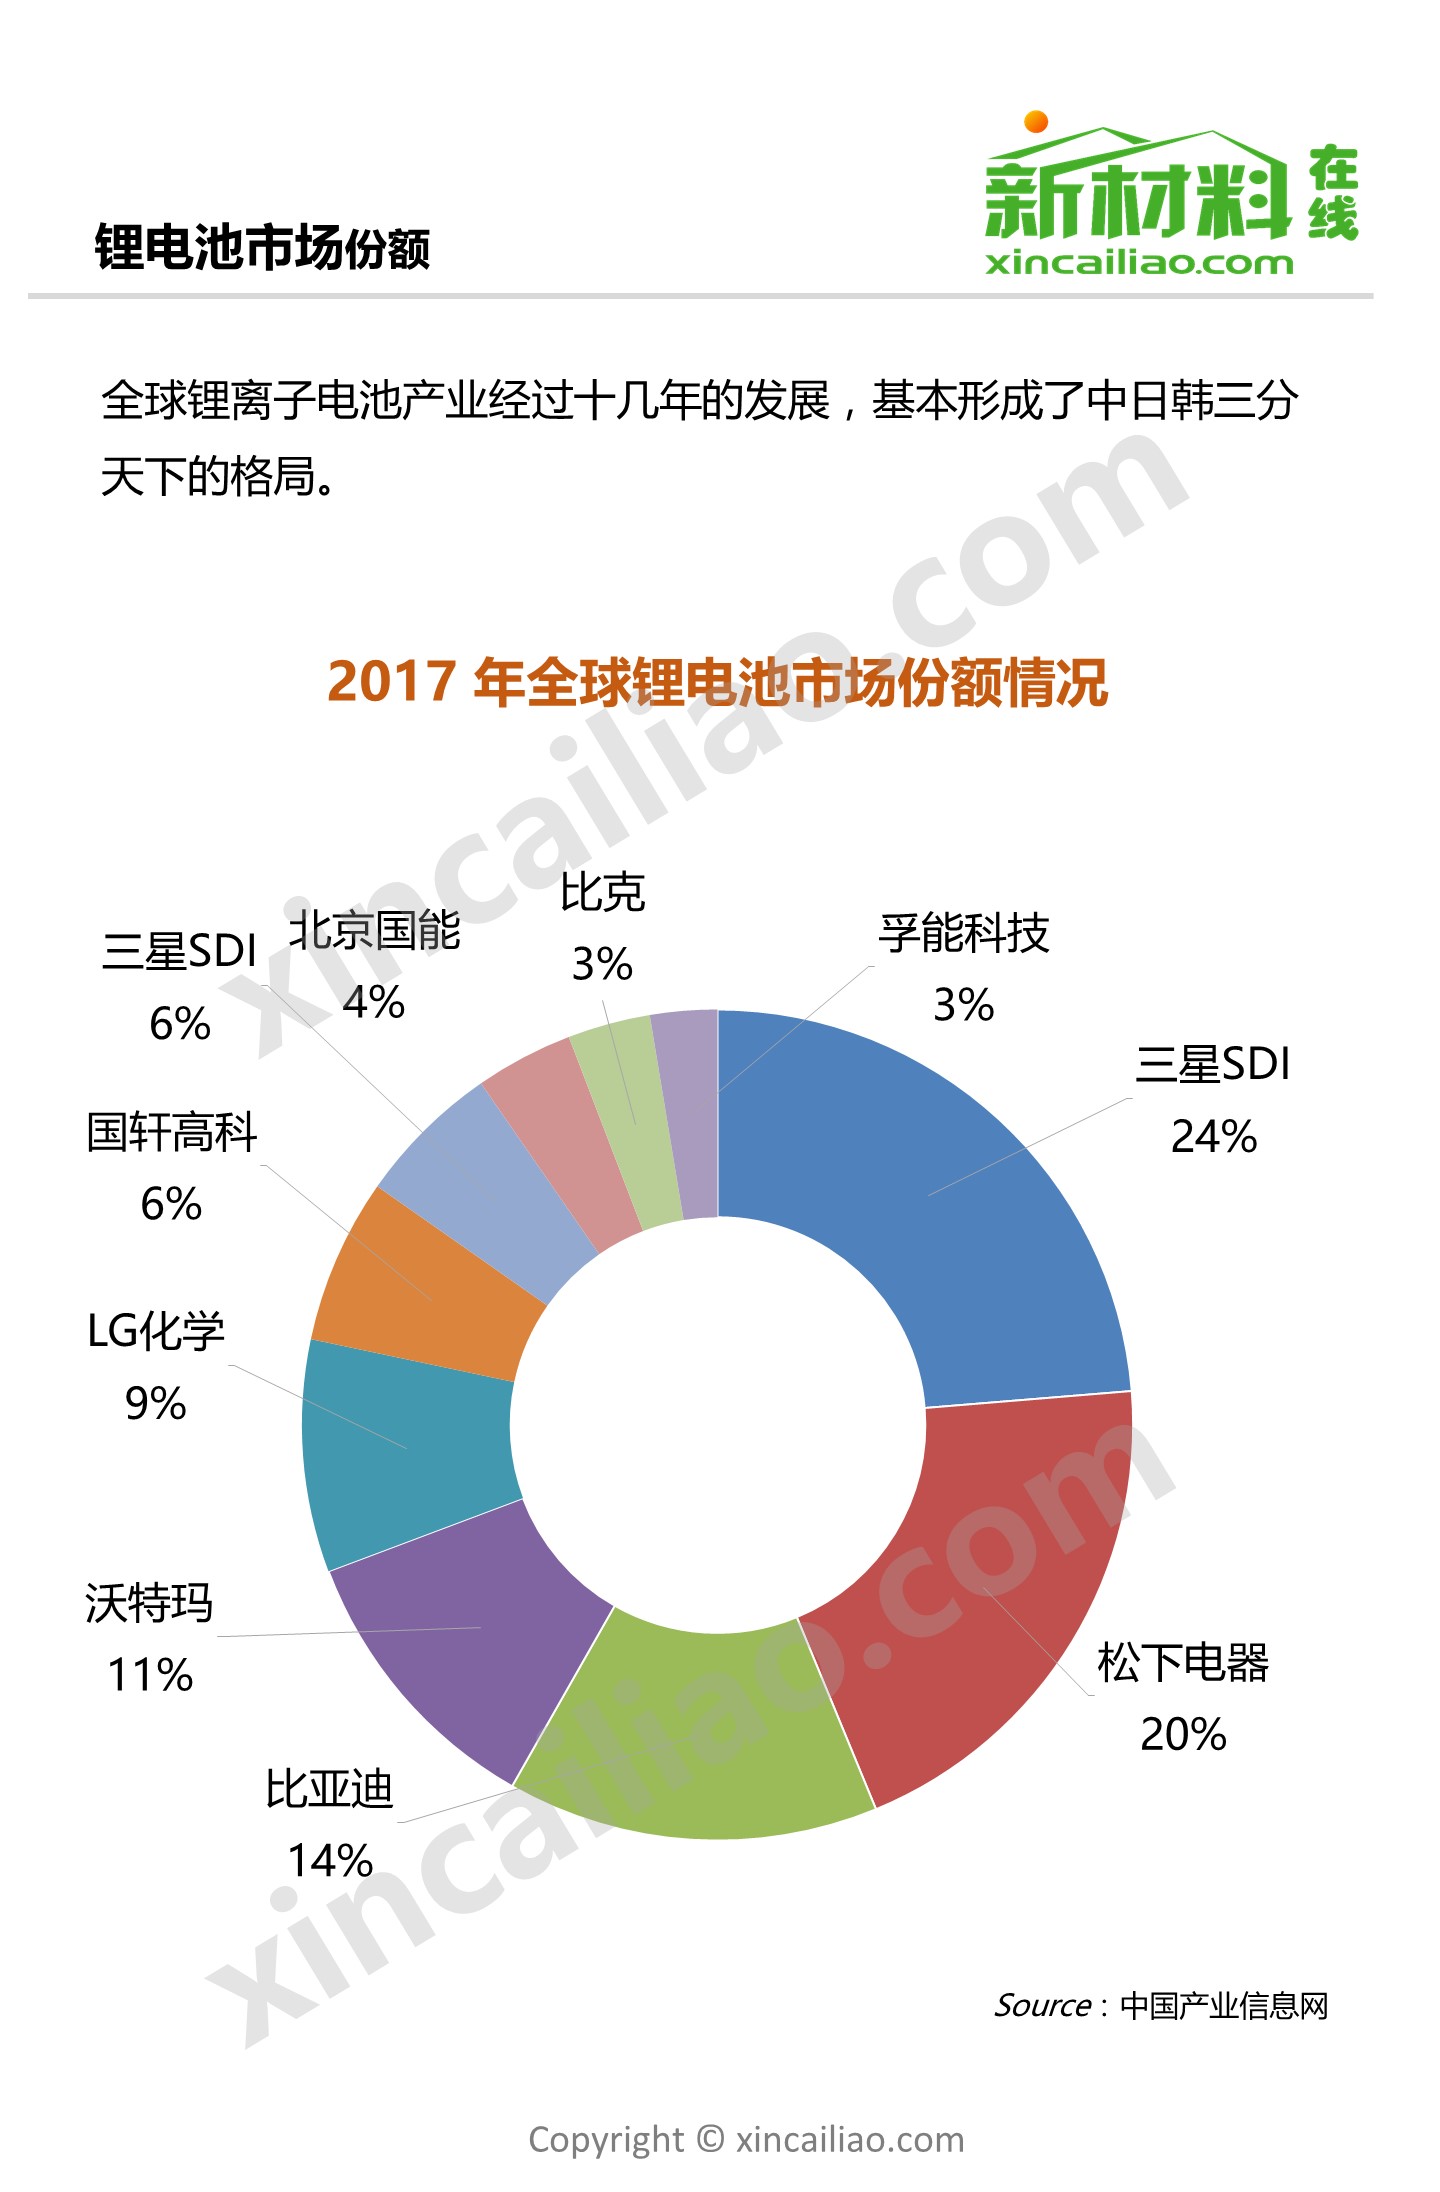 新材料在线
xincailiao.com
锂电池市场份额
全球锂离子电池产业经过十几年的发展，基本形成了中日韩三分
天下的格局。
2017 年全球锂电池市场份额情况
比克
3%
北京国能
4%
孚能科技
3%
三星SDI
6%
三星SDI
24%
国轩高科
6%
LG化学
9%
沃特玛
11%
松下电器
20%
比亚迪
14%
xincailiao.com
xincailiao.com
Source：中国产业信息网
Copyright © xincailiao.com